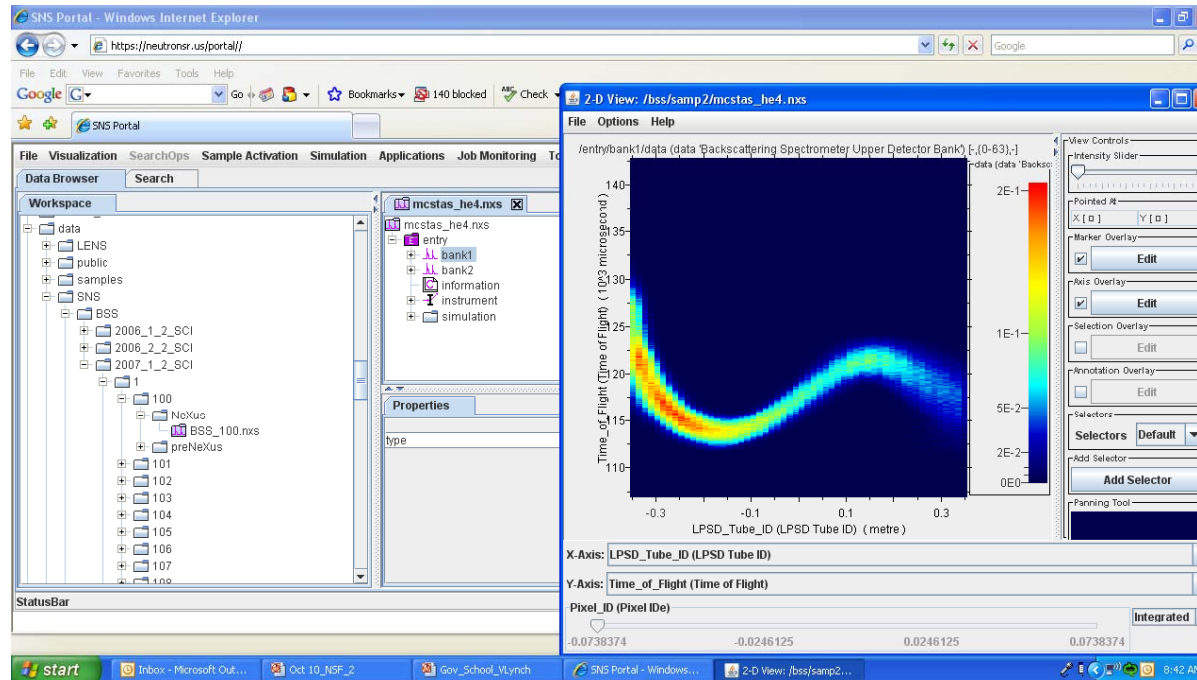 SNS Portal - Windows Internet Explorer
https://neutronsr.us/portal//
Google
File Edit View Favorites Tools Help
Google G Go Bookmarks 140 blocked ABC Check
SNS Portal
File Visualization SearchOps Sample Activation Simulation Applications Job Monitoring To
Data Browser Search
Workspace
data
LENS
public
samples
SNS
BSS
2006_1_2_SCI
2006_2_2_SCI
2007_1_2_SCI
1
100
NeXus
BSS_100.nxs
preNeXus
101
102
103
104
105
106
107
108
mcstas_he4.nxs
mcstas_he4.nxs
E entry
bank1
bank2
C information
instrument
simulation
Properties
type
StatusBar
2-D View: /bss/samp2/mcstas_he4.nxs
File Options Help
/entry/bank1/data (data 'Backscattering Spectrometer Upper Detector Bank') [-,{0-63},-]
data (data 'Backsc
Time_of_Flight (Time of Flight) ( 10^3 microsecond )
140
135
130
125
120
115
110
-0.3 -0.1 0.1 0.3
LPSD_Tube_ID (LPSD Tube ID) ( metre )
2E-1
1E-1
5E-2
2E-2
0E0
View Controls
Intensity Slider
Pointed At
X [ ] Y [ ]
Marker Overlay
Edit
Axis Overlay
Edit
Selection Overlay
Edit
Annotation Overlay
Edit
Selectors
Selectors Default
Add Selector
Add Selector
Panning Tool
X-Axis: LPSD_Tube_ID (LPSD Tube ID)
Y-Axis: Time_of_Flight (Time of Flight)
Pixel_ID (Pixel IDe)
Integrated
-0.0738374 -0.0246125 0.0246125 0.0738374
start Inbox - Microsoft Out... Oct 10_NSF_2 Gov_School_VLynch SNS Portal - Windows... 2-D View: /bss/samp2... 8:42 AM